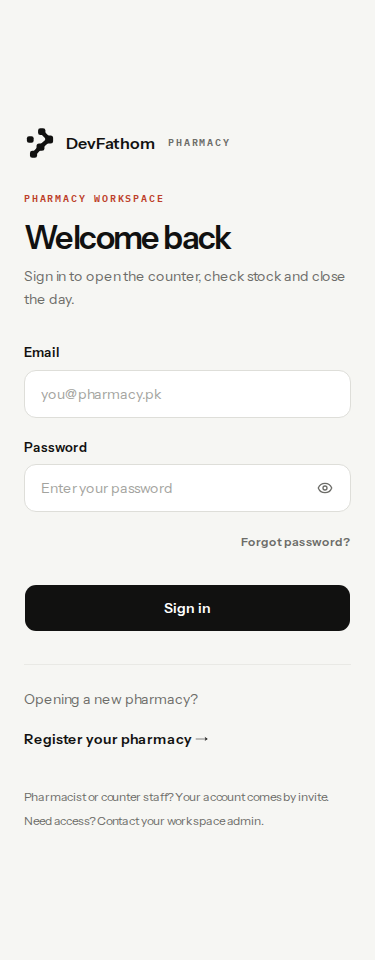 DevFathom PHARMACY
PHARMACY WORKSPACE
Welcome back
Sign in to open the counter, check stock and close
the day.
Email
you@pharmacy.pk
Password
Enter your password
Forgot password?
Sign in
Opening a new pharmacy?
Register your pharmacy →
Pharmacist or counter staff? Your account comes by invite.
Need access? Contact your workspace admin.